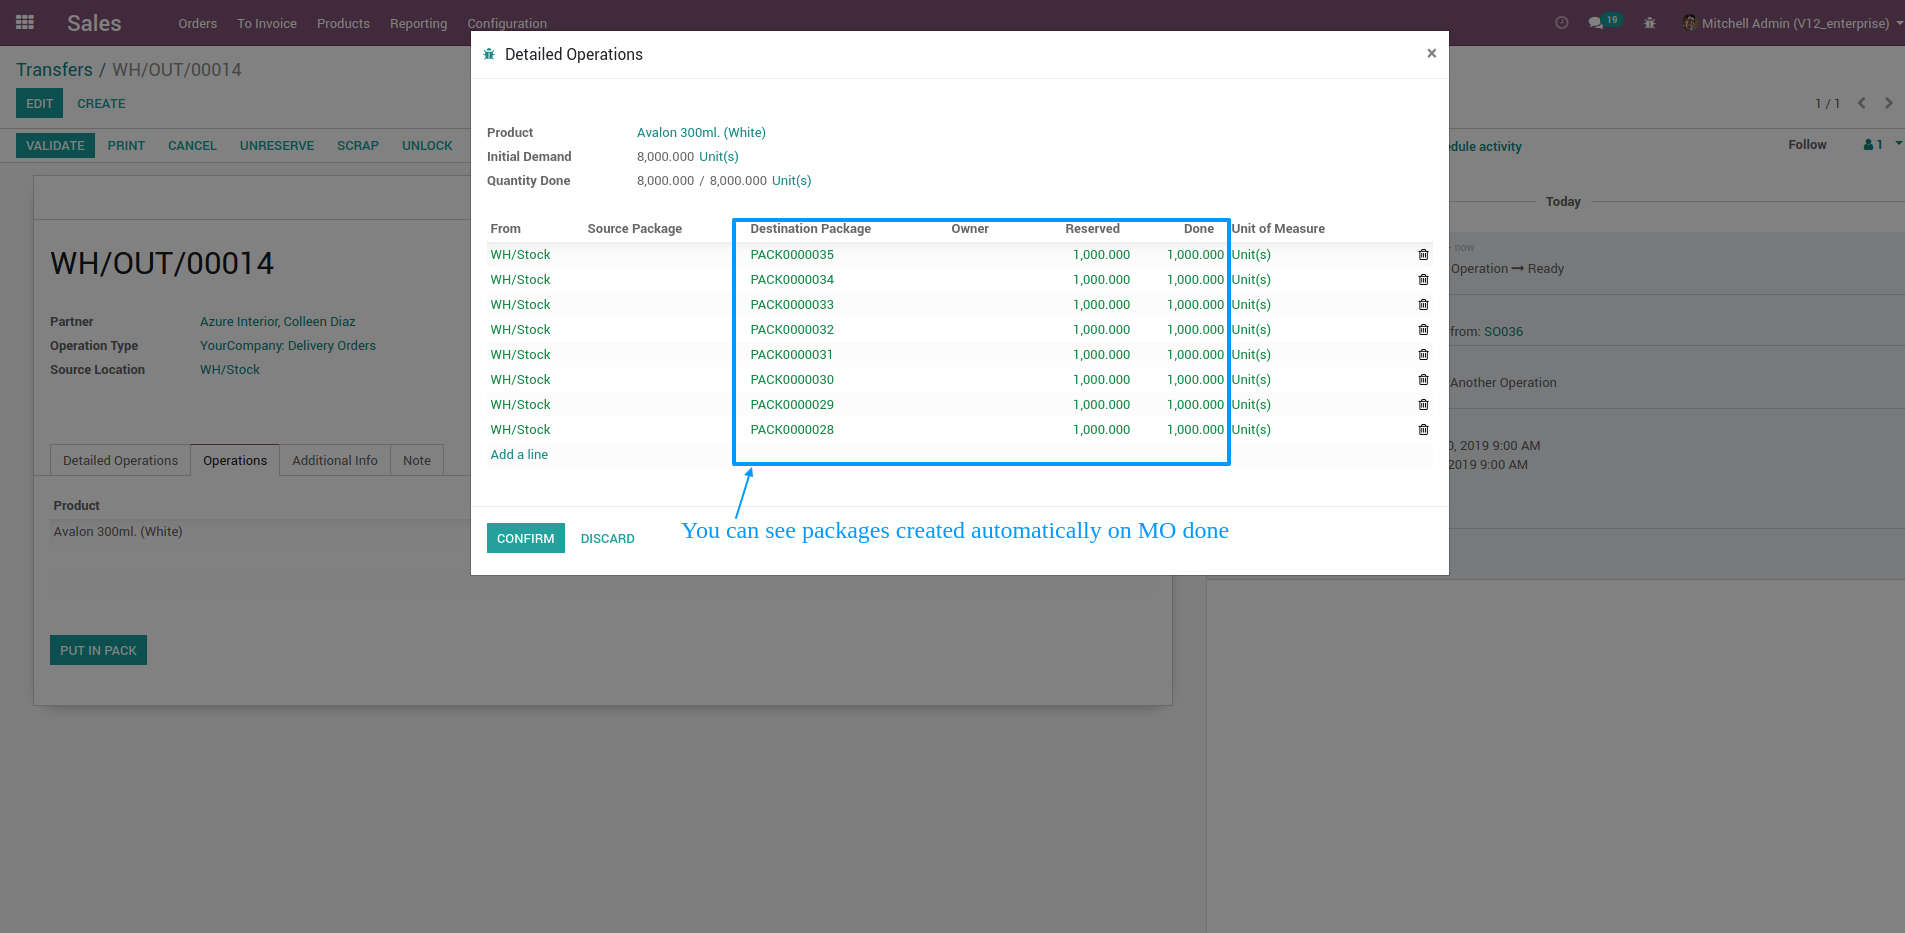 Sales Orders To Invoice Products Reporting Configuration 19 Mitchell Admin (V12_enterprise)
Transfers / WH/OUT/00014
EDIT CREATE 1 / 1
VALIDATE PRINT CANCEL UNRESERVE SCRAP UNLOCK
dule activity Follow 1
Today
WH/OUT/00014
Partner Azure Interior, Colleen Diaz
Operation Type YourCompany: Delivery Orders
Source Location WH/Stock
Detailed Operations Operations Additional Info Note
Product
Avalon 300ml. (White)
PUT IN PACK
Detailed Operations ×
Product Avalon 300ml. (White)
Initial Demand 8,000.000 Unit(s)
Quantity Done 8,000.000 / 8,000.000 Unit(s)
From Source Package Destination Package Owner Reserved Done Unit of Measure
WH/Stock PACK0000035 1,000.000 1,000.000 Unit(s)
WH/Stock PACK0000034 1,000.000 1,000.000 Unit(s)
WH/Stock PACK0000033 1,000.000 1,000.000 Unit(s)
WH/Stock PACK0000032 1,000.000 1,000.000 Unit(s)
WH/Stock PACK0000031 1,000.000 1,000.000 Unit(s)
WH/Stock PACK0000030 1,000.000 1,000.000 Unit(s)
WH/Stock PACK0000029 1,000.000 1,000.000 Unit(s)
WH/Stock PACK0000028 1,000.000 1,000.000 Unit(s)
Add a line
You can see packages created automatically on MO done
CONFIRM DISCARD
- now
Operation → Ready
from: SO036
Another Operation
0, 2019 9:00 AM
2019 9:00 AM